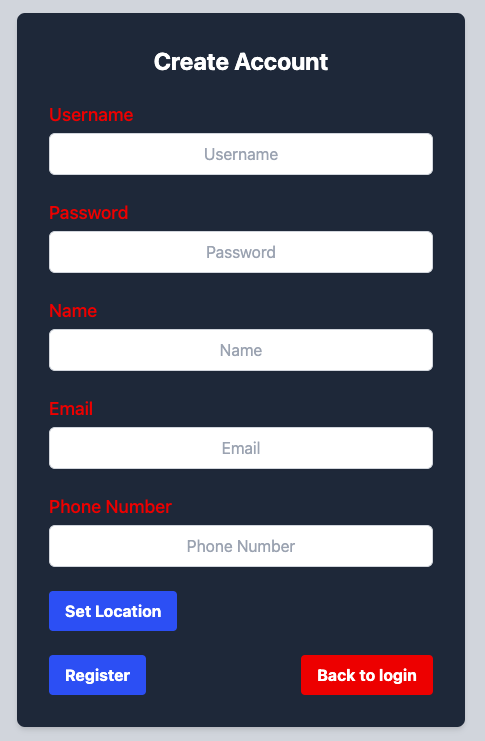 Create Account
Username
Username
Password
Password
Name
Name
Email
Email
Phone Number
Phone Number
Set Location
Register
Back to login